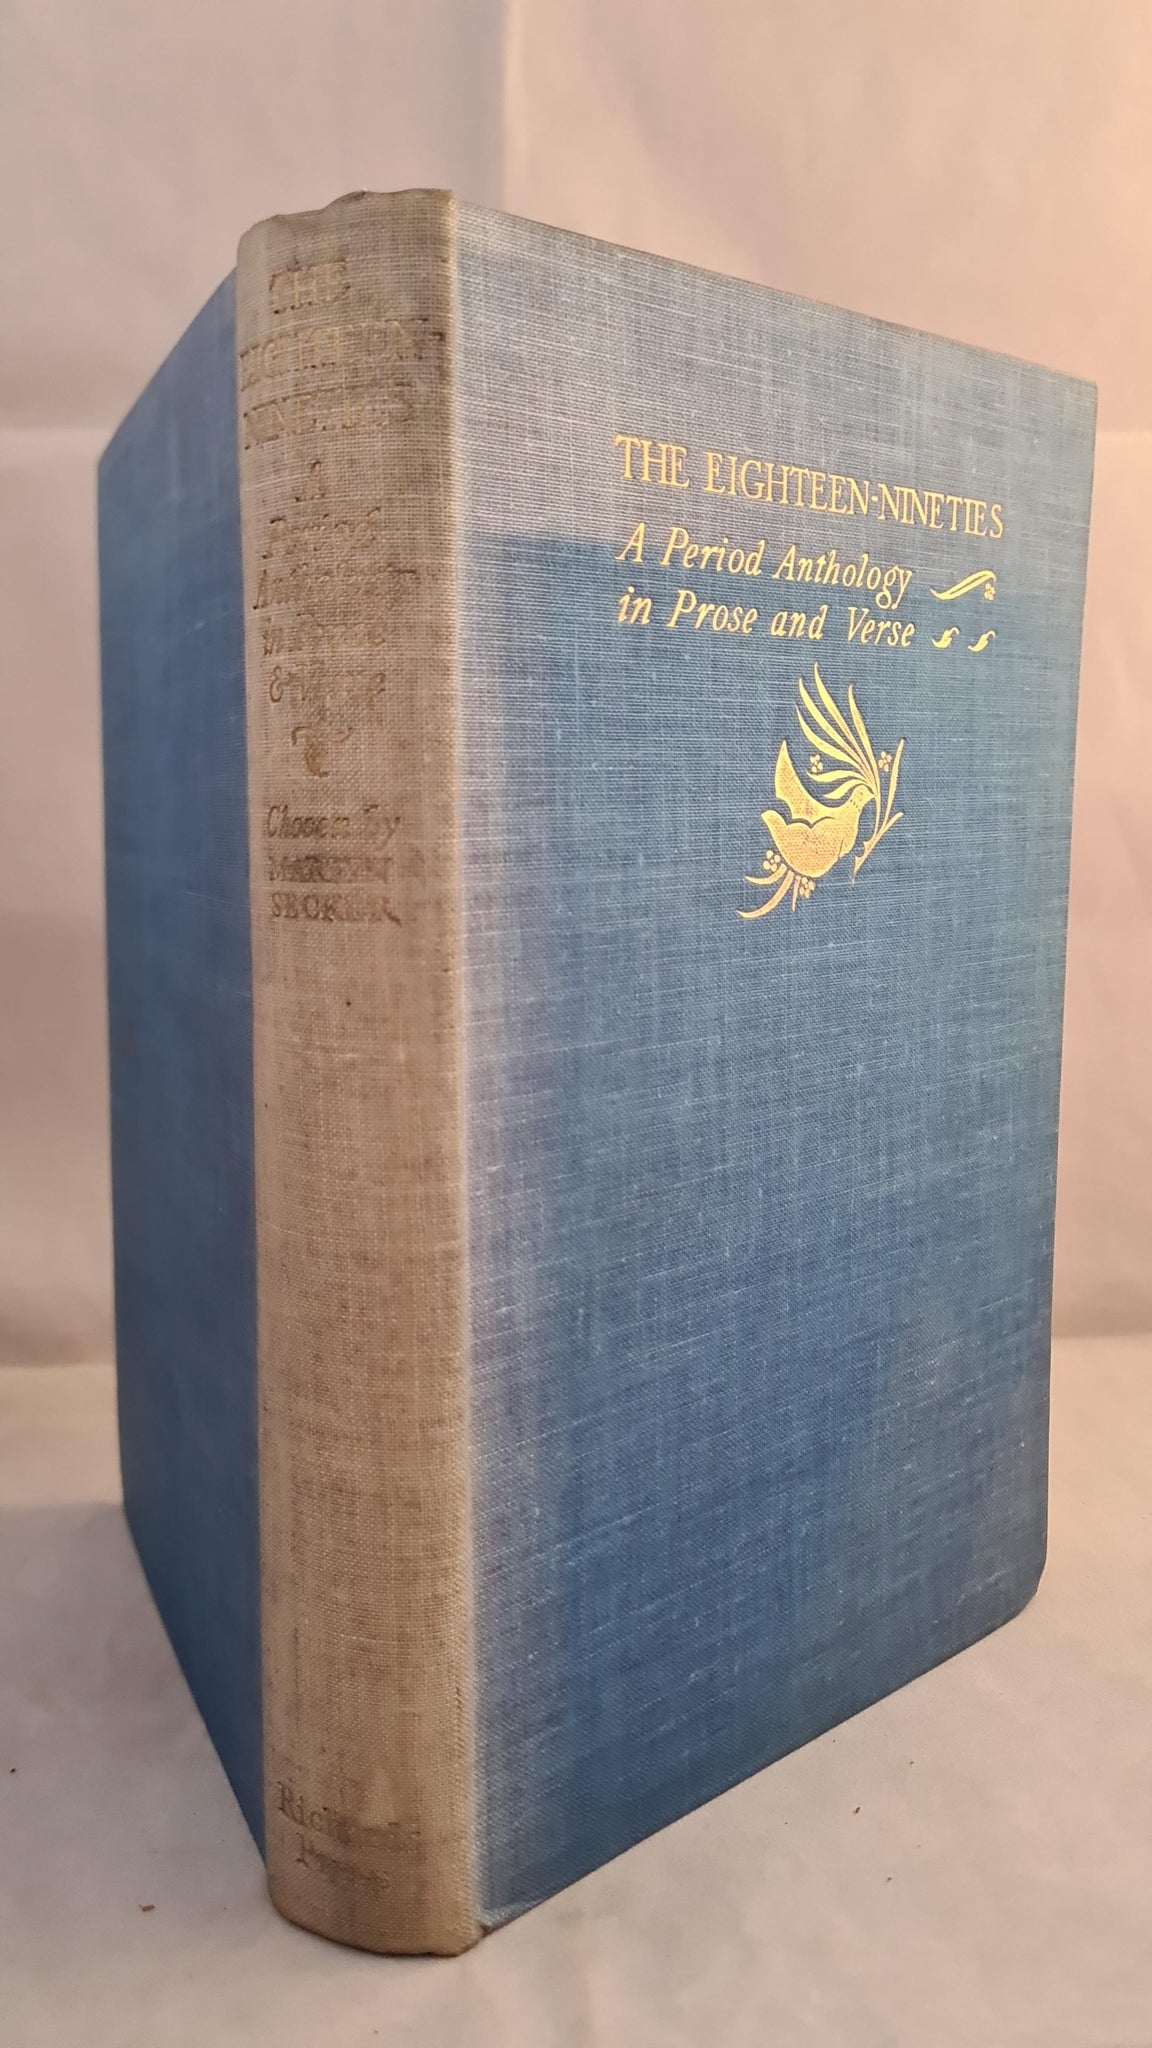 THE
EIGHTEEN-
NINETIES
A
Period
Anthology
in Prose
& Verse
Chosen by
MARTIN
SECKER
Richards
Press
THE EIGHTEEN-NINETIES
A Period Anthology
in Prose and Verse